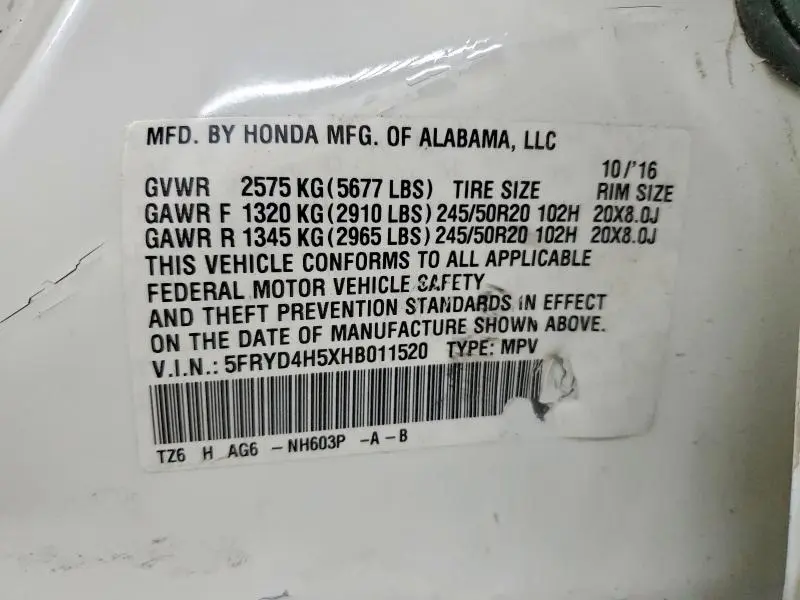 MFD. BY HONDA MFG. OF ALABAMA, LLC
10/'16
GVWR 2575 KG (5677 LBS) TIRE SIZE RIM SIZE
GAWR F 1320 KG (2910 LBS) 245/50R20 102H 20X8.0J
GAWR R 1345 KG (2965 LBS) 245/50R20 102H 20X8.0J
THIS VEHICLE CONFORMS TO ALL APPLICABLE
FEDERAL MOTOR VEHICLE SAFETY
AND THEFT PREVENTION STANDARDS IN EFFECT
ON THE DATE OF MANUFACTURE SHOWN ABOVE.
V.I.N.: 5FRYD4H5XHB011520 TYPE: MPV
TZ6 H AG6 -NH603P -A-B